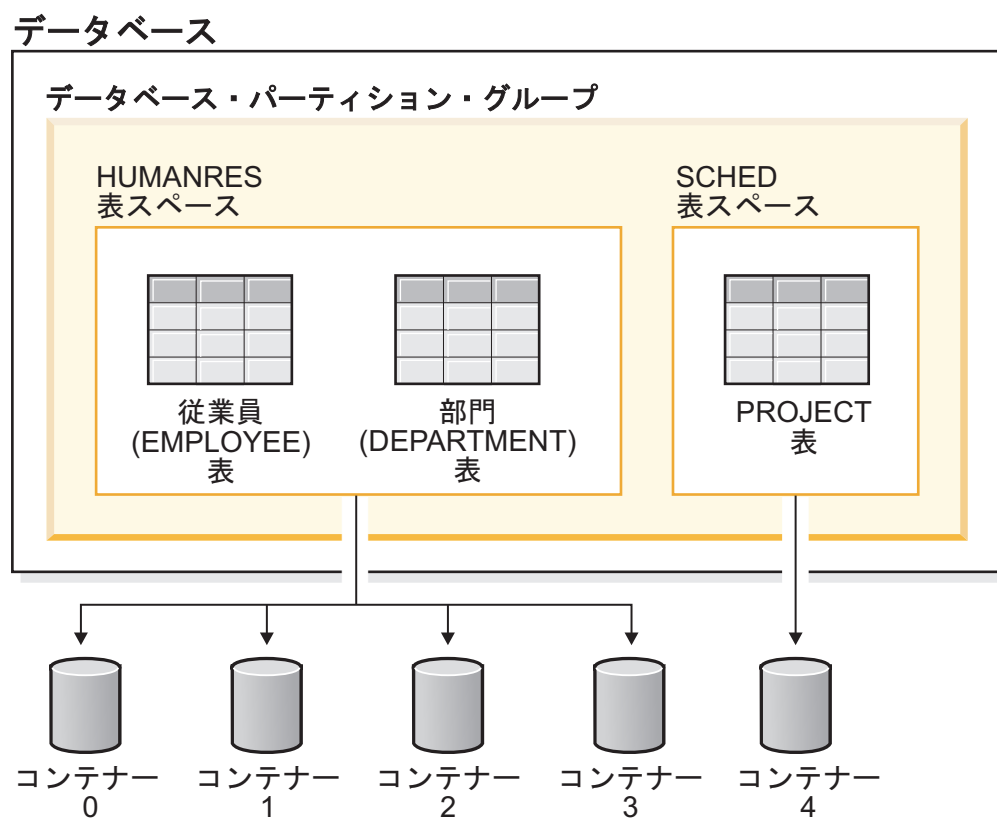 データベース
データベース・パーティション・グループ
HUMANRES
表スペース
SCHED
表スペース
従業員
(EMPLOYEE)
表
部門
(DEPARTMENT)
表
PROJECT
表
コンテナー
0
コンテナー
1
コンテナー
2
コンテナー
3
コンテナー
4